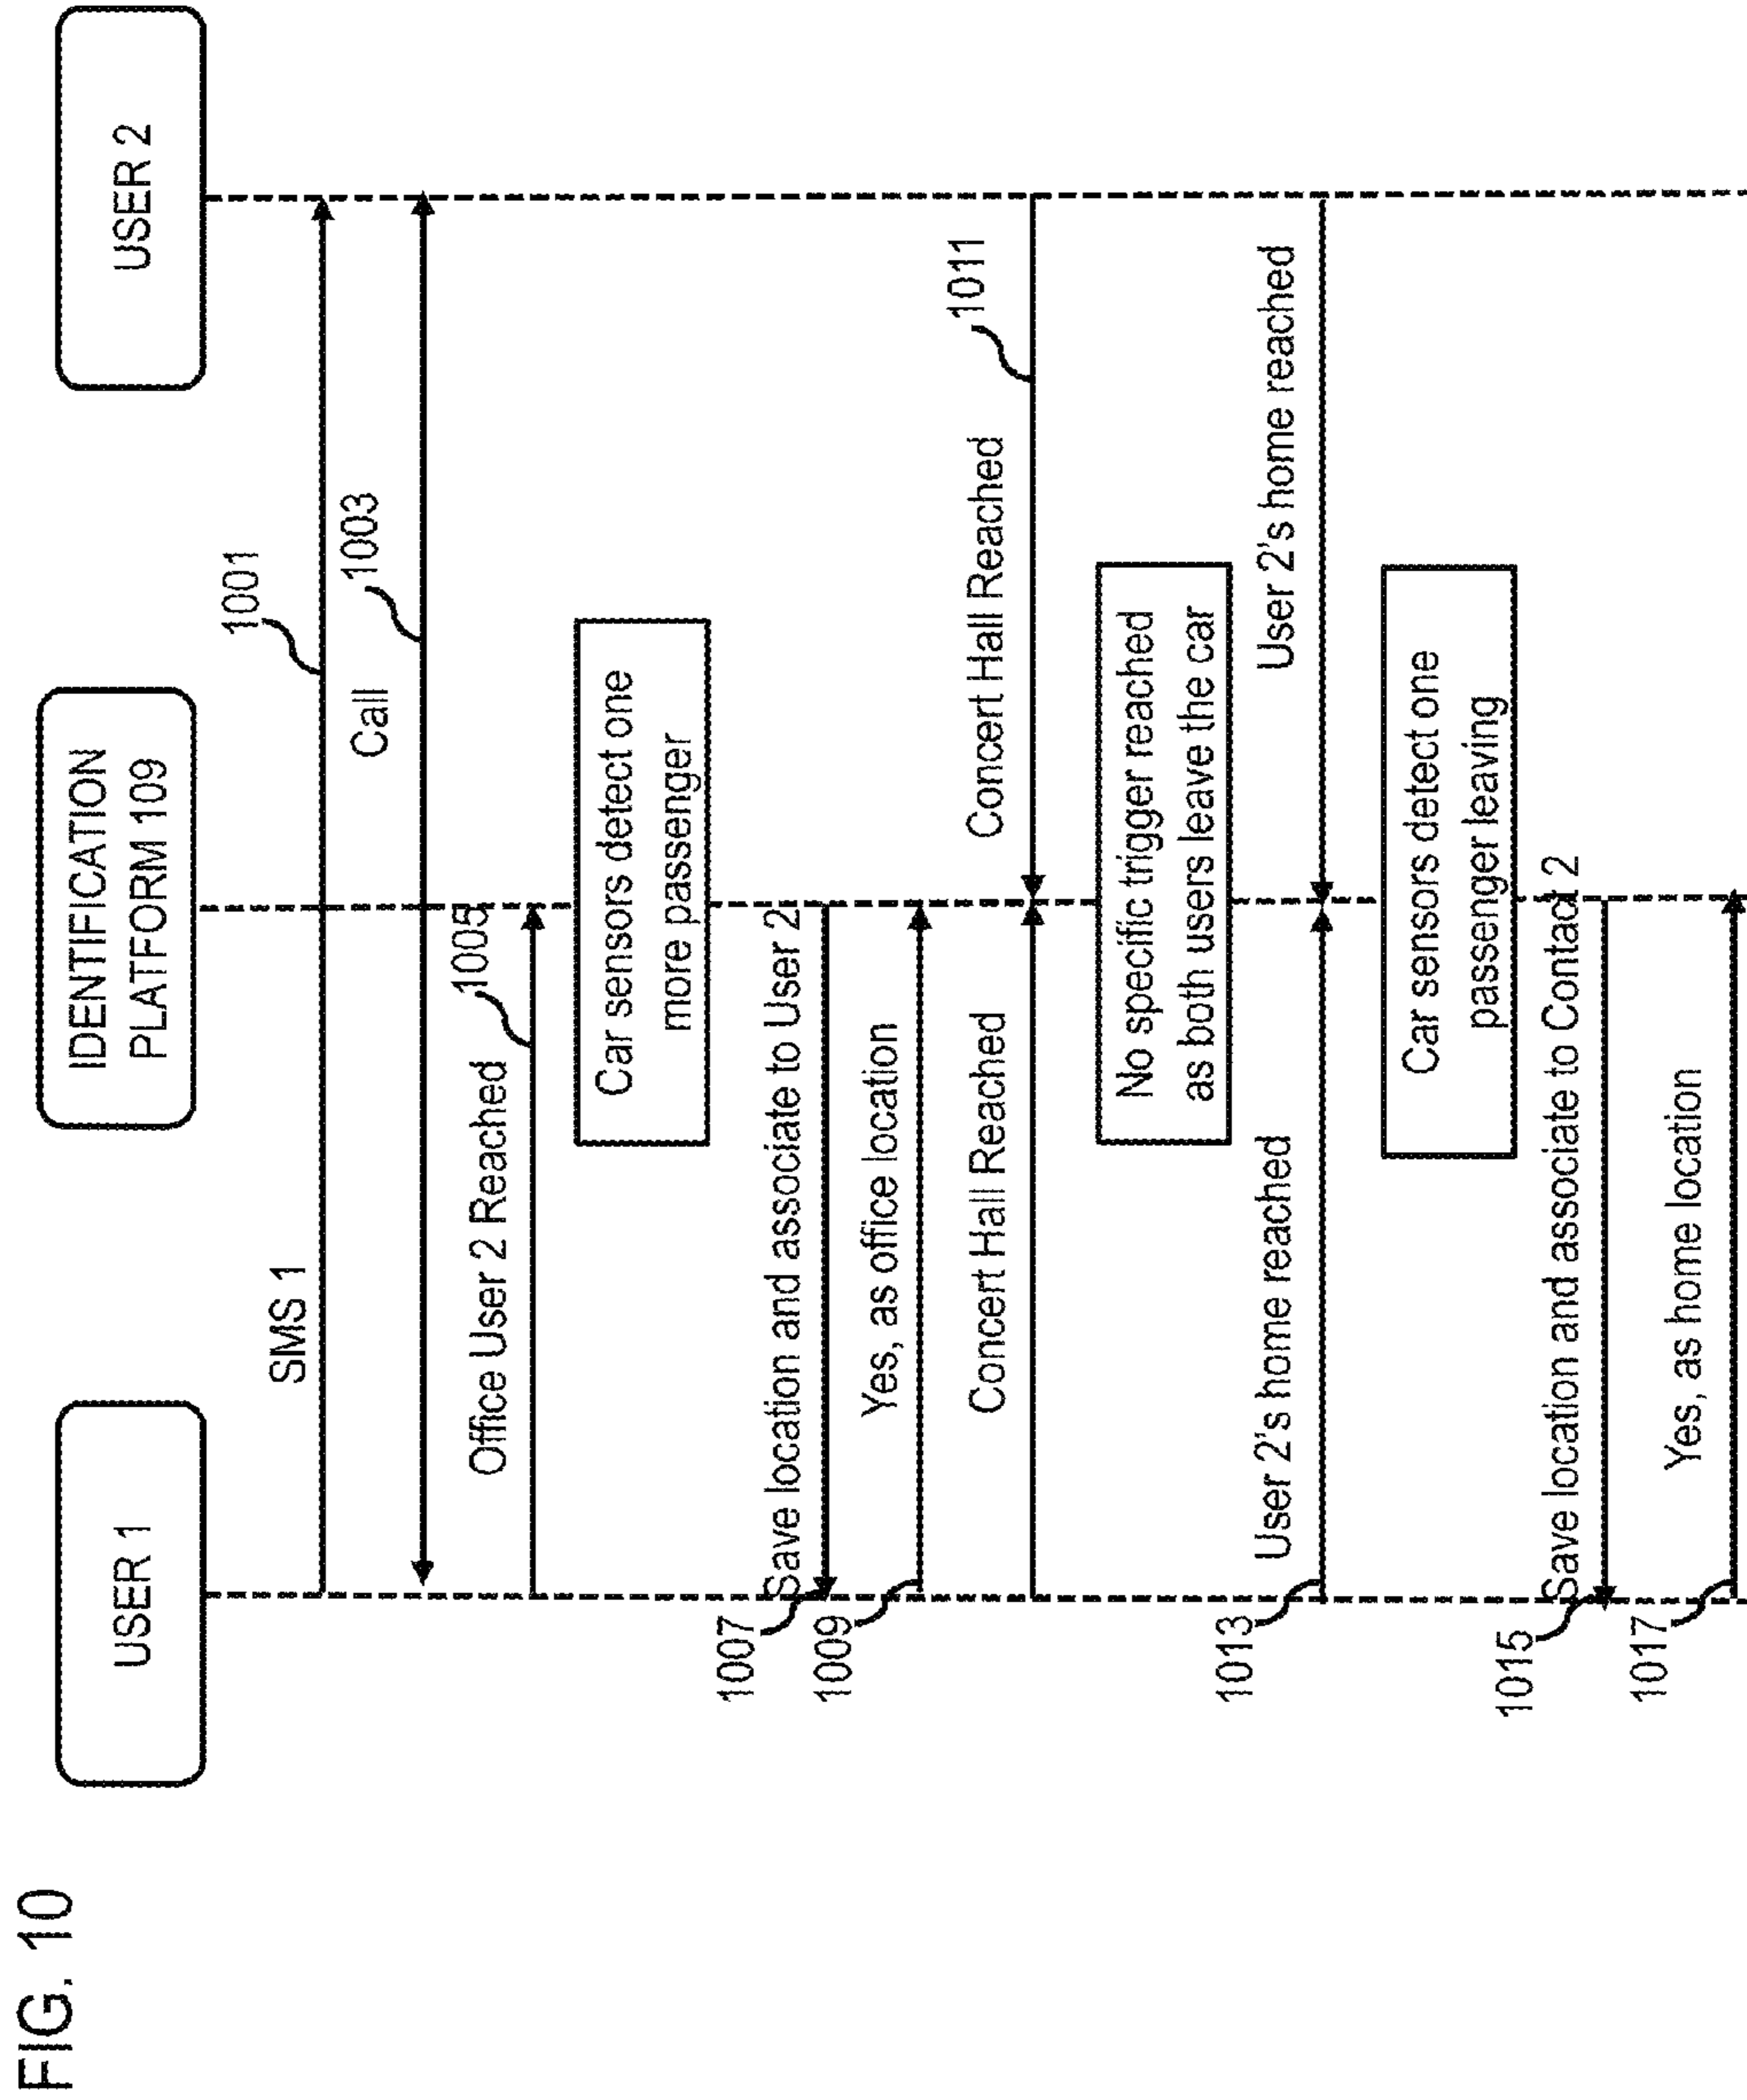 FIG. 10
USER 1
IDENTIFICATION
PLATFORM 109
USER 2
1001
SMS 1
1003
Call
1005
Office User 2 Reached
Car sensors detect one
more passenger
1007
Save location and associate to User 2
1009
Yes, as office location
Concert Hall Reached
Concert Hall Reached
1011
No specific trigger reached
as both users leave the car
1013
User 2's home reached
User 2's home reached
Car sensors detect one
passenger leaving
1015
Save location and associate to Contact 2
1017
Yes, as home location